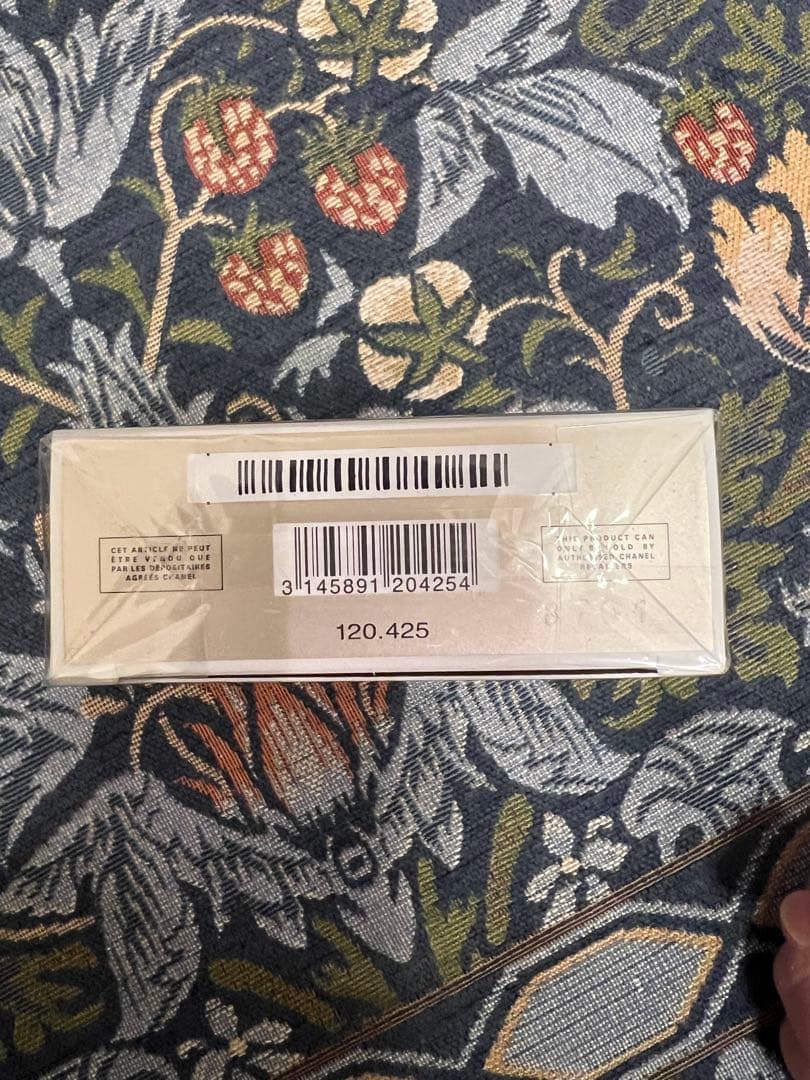 CET ARTICLE NE PEUT
ÊTRE VENDU QUE
PAR LES DÉPOSITAIRES
AGRÉÉS CHANEL
3 145891 204254
120.425
THIS PRODUCT CAN
ONLY BE SOLD BY
AUTHORISED CHANEL
RETAILERS